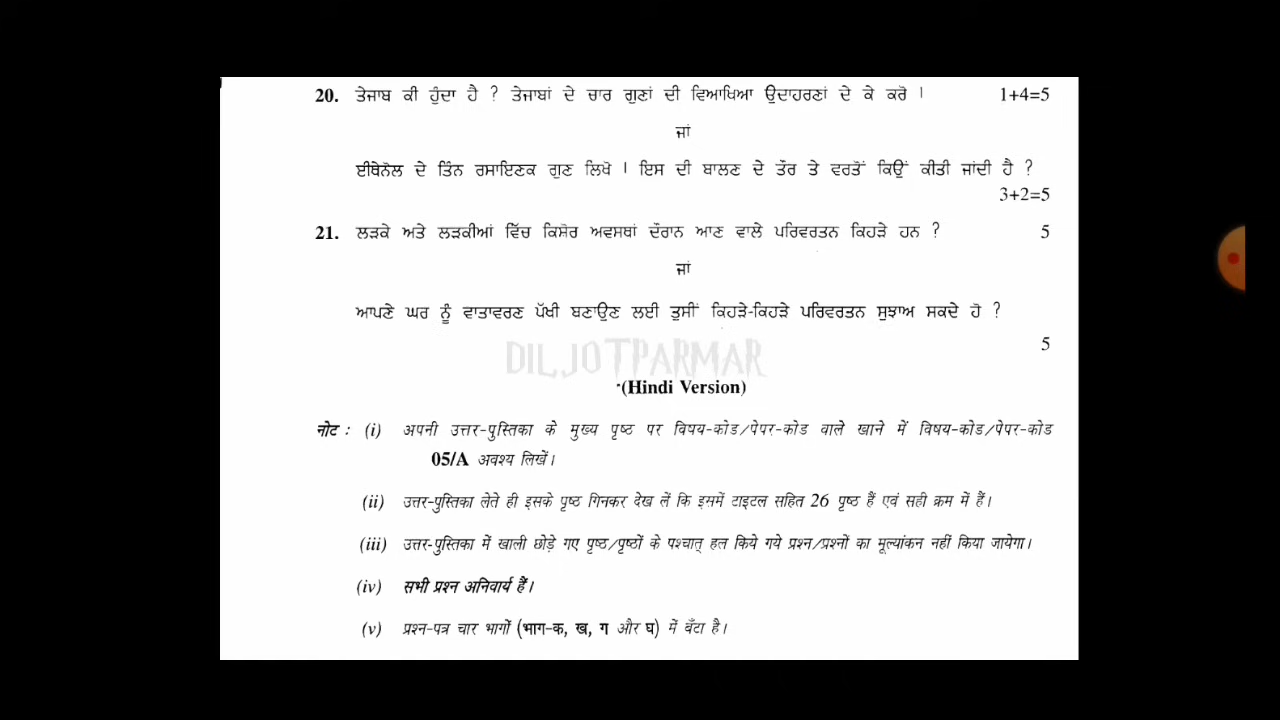 20. ਤੇਜਾਬ ਕੀ ਹੁੰਦਾ ਹੈ ? ਤੇਜਾਬਾਂ ਦੇ ਚਾਰ ਗੁਣਾਂ ਦੀ ਵਿਆਖਿਆ ਉਦਾਹਰਣਾਂ ਦੇ ਕੇ ਕਰੋ । 1+4=5
ਜਾਂ
ਈਥੇਨੋਲ ਦੇ ਤਿੰਨ ਰਸਾਇਣਕ ਗੁਣ ਲਿਖੋ । ਇਸ ਦੀ ਬਾਲਣ ਦੇ ਤੌਰ ਤੇ ਵਰਤੋਂ ਕਿਉਂ ਕੀਤੀ ਜਾਂਦੀ ਹੈ ?
3+2=5
21. ਲੜਕੇ ਅਤੇ ਲੜਕੀਆਂ ਵਿੱਚ ਕਿਸੋਰ ਅਵਸਥਾਂ ਦੌਰਾਨ ਆਣ ਵਾਲੇ ਪਰਿਵਰਤਨ ਕਿਹੜੇ ਹਨ ? 5
ਜਾਂ
ਆਪਣੇ ਘਰ ਨੂੰ ਵਾਤਾਵਰਣ ਪੱਖੀ ਬਣਾਉਣ ਲਈ ਤੁਸੀਂ ਕਿਹੜੇ-ਕਿਹੜੇ ਪਰਿਵਰਤਨ ਸੁਝਾਅ ਸਕਦੇ ਹੋ ?
5
DILJOTPARMAR
(Hindi Version)
नोट : (i) अपनी उत्तर-पुस्तिका के मुख्य पृष्ठ पर विषय-कोड/पेपर-कोड वाले खाने में विषय-कोड/पेपर-कोड
05/A अवश्य लिखें।
(ii) उत्तर-पुस्तिका लेते ही इसके पृष्ठ गिनकर देख लें कि इसमें टाइटल सहित 26 पृष्ठ हैं एवं सही क्रम में हैं।
(iii) उत्तर-पुस्तिका में खाली छोड़े गए पृष्ठ/पृष्ठों के पश्चात् हल किये गये प्रश्न/प्रश्नों का मूल्यांकन नहीं किया जायेगा।
(iv) सभी प्रश्न अनिवार्य हैं।
(v) प्रश्न-पत्र चार भागों (भाग-क, ख, ग और घ) में बँटा है।